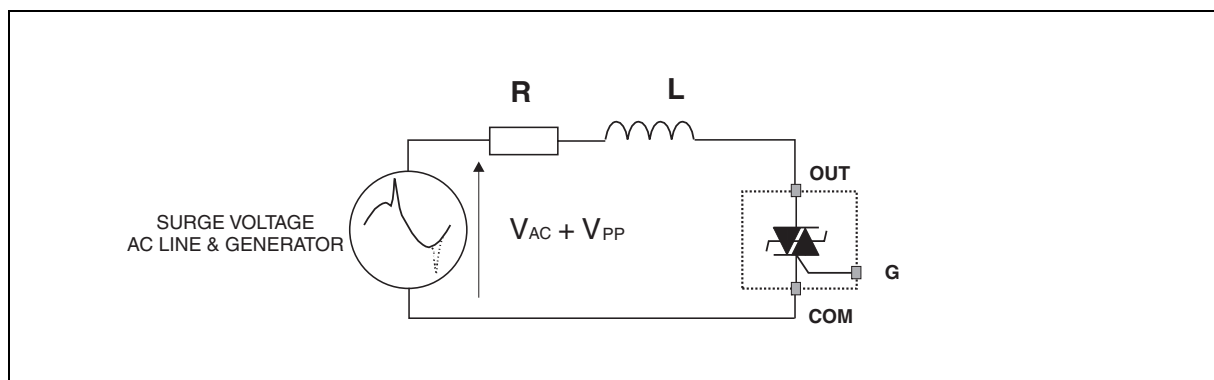 R
L
OUT
SURGE VOLTAGE
AC LINE & GENERATOR
VAC + VPP
G
COM